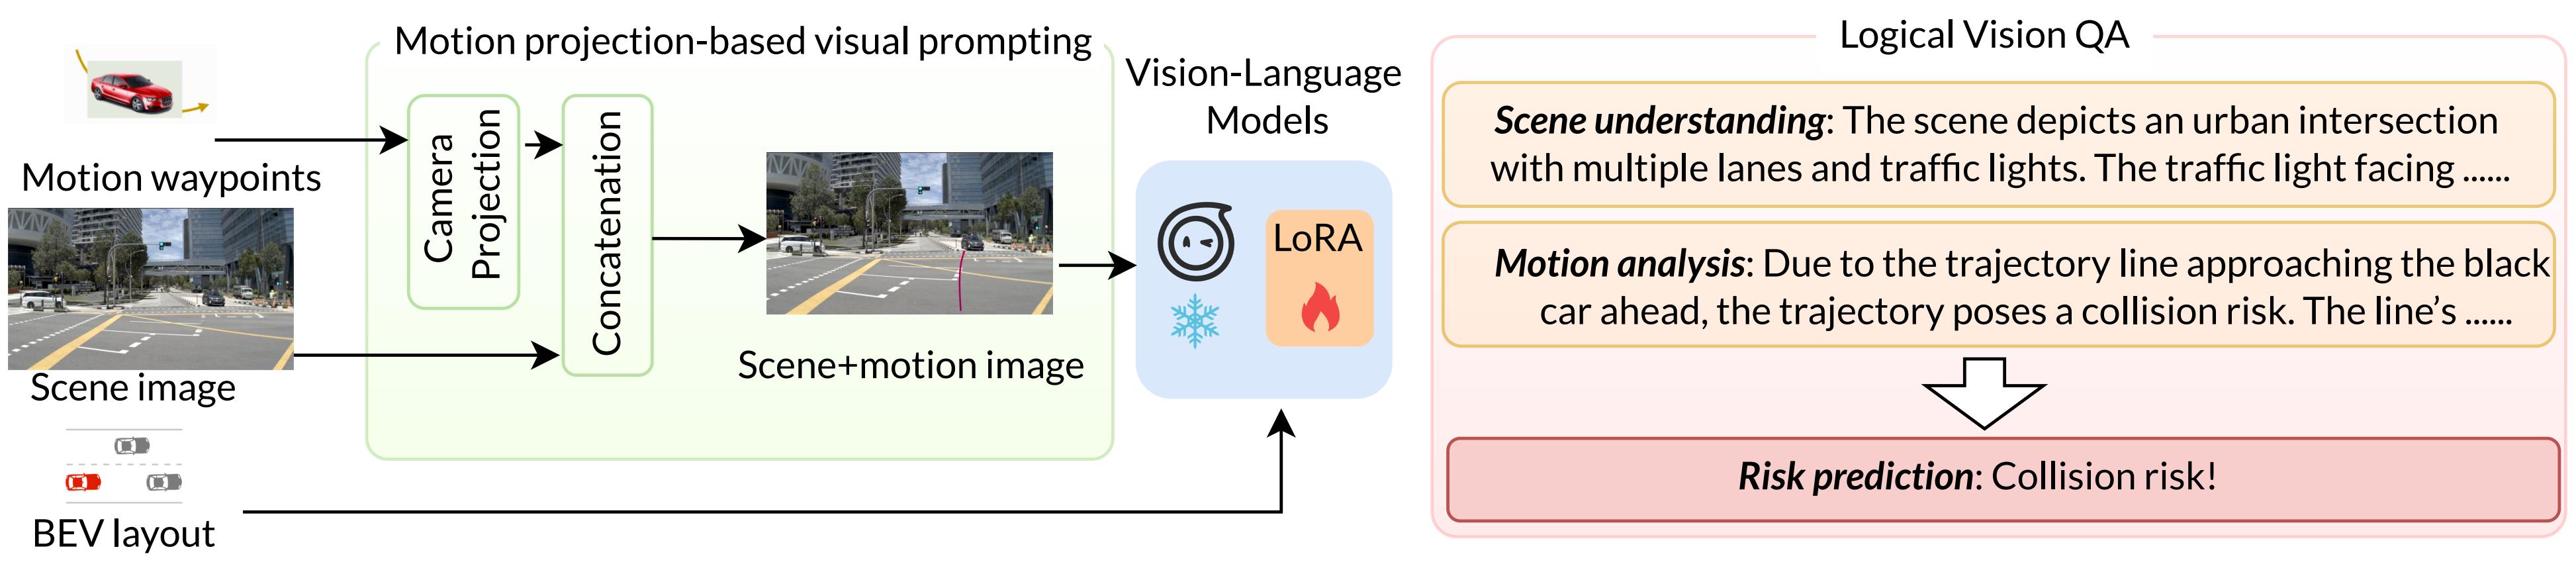 Motion projection-based visual prompting
Motion waypoints
Scene image
BEV layout
Camera
Projection
Concatenation
Scene+motion image
Vision-Language
Models
LoRA
Logical Vision QA
Scene understanding: The scene depicts an urban intersection
with multiple lanes and traffic lights. The traffic light facing ......
Motion analysis: Due to the trajectory line approaching the black
car ahead, the trajectory poses a collision risk. The line’s ......
Risk prediction: Collision risk!